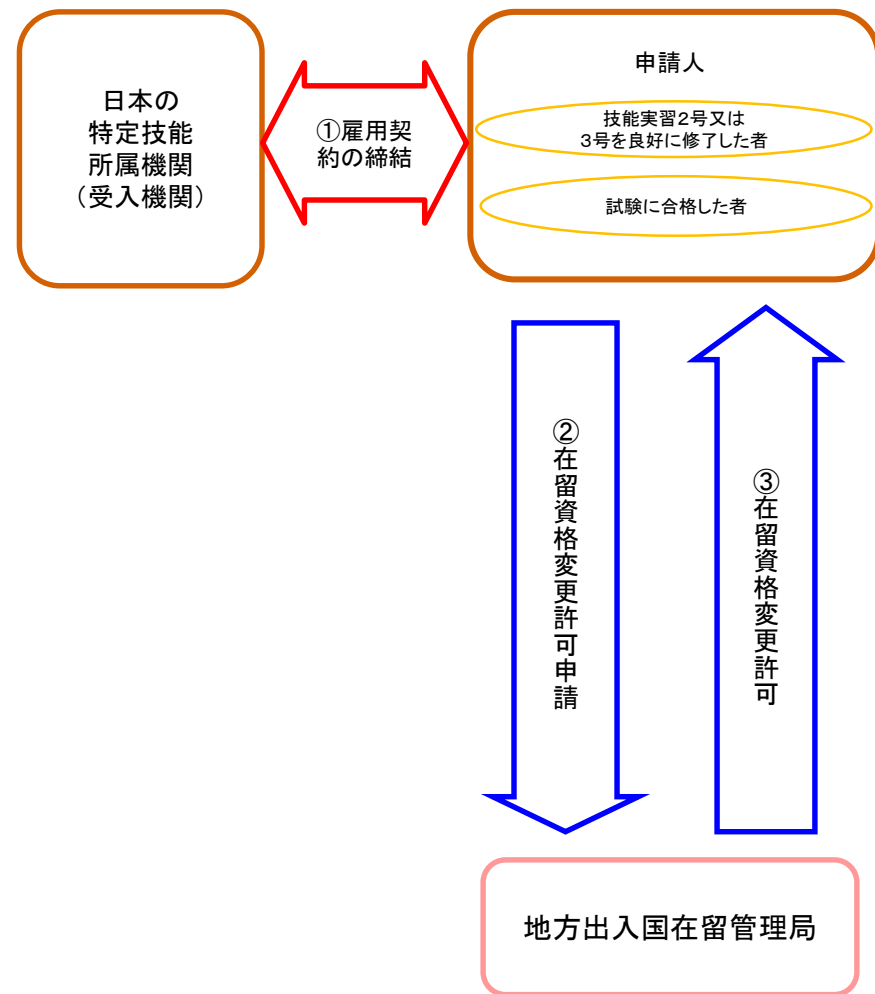 日本の
特定技能
所属機関
（受入機関）
①雇用契
約の締結
申請人
技能実習２号又は
３号を良好に修了した者
試験に合格した者
②在留資格変更許可申請
③在留資格変更許可
地方出入国在留管理局